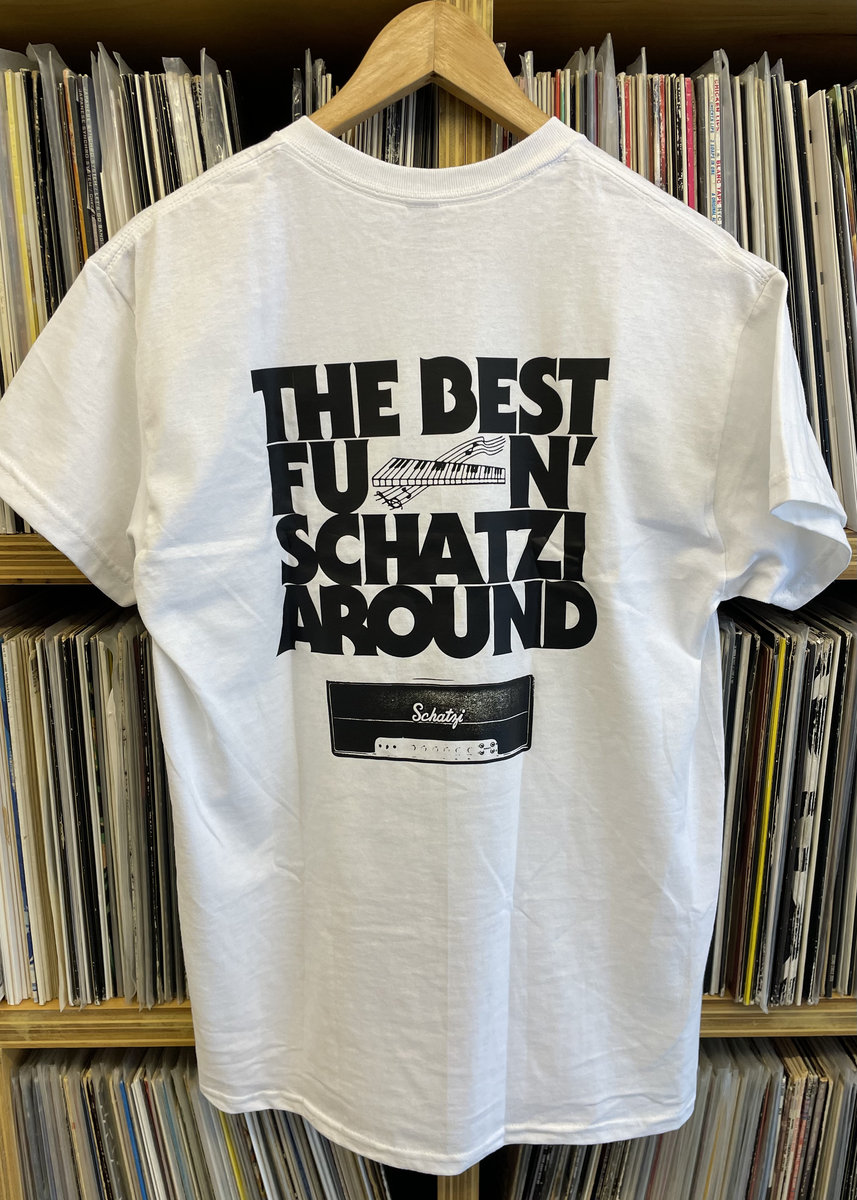 THE BEST
FU N'
SCHATZI
AROUND
Schatzi